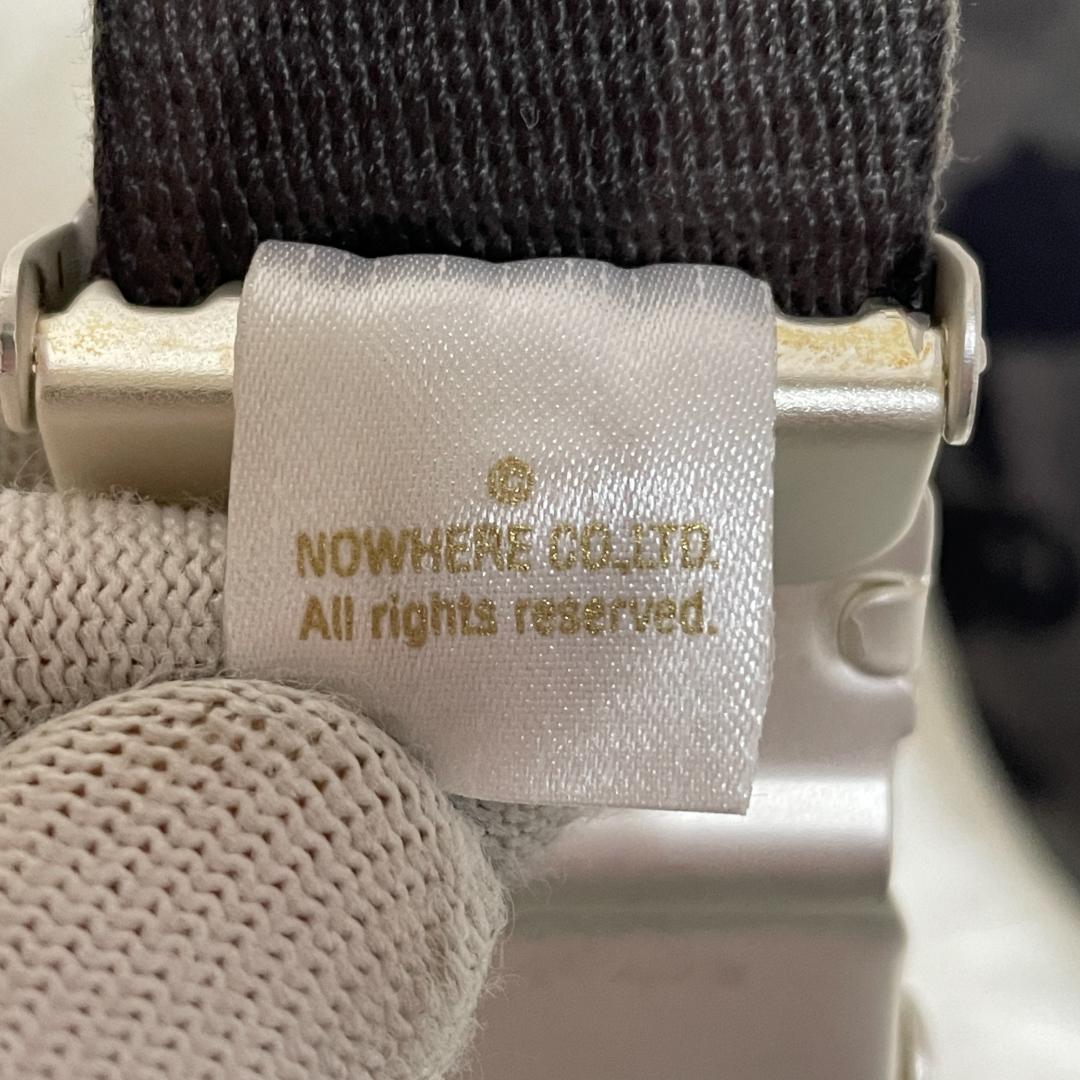 ©
NOWHERE CO.,LTD.
All rights reserved.